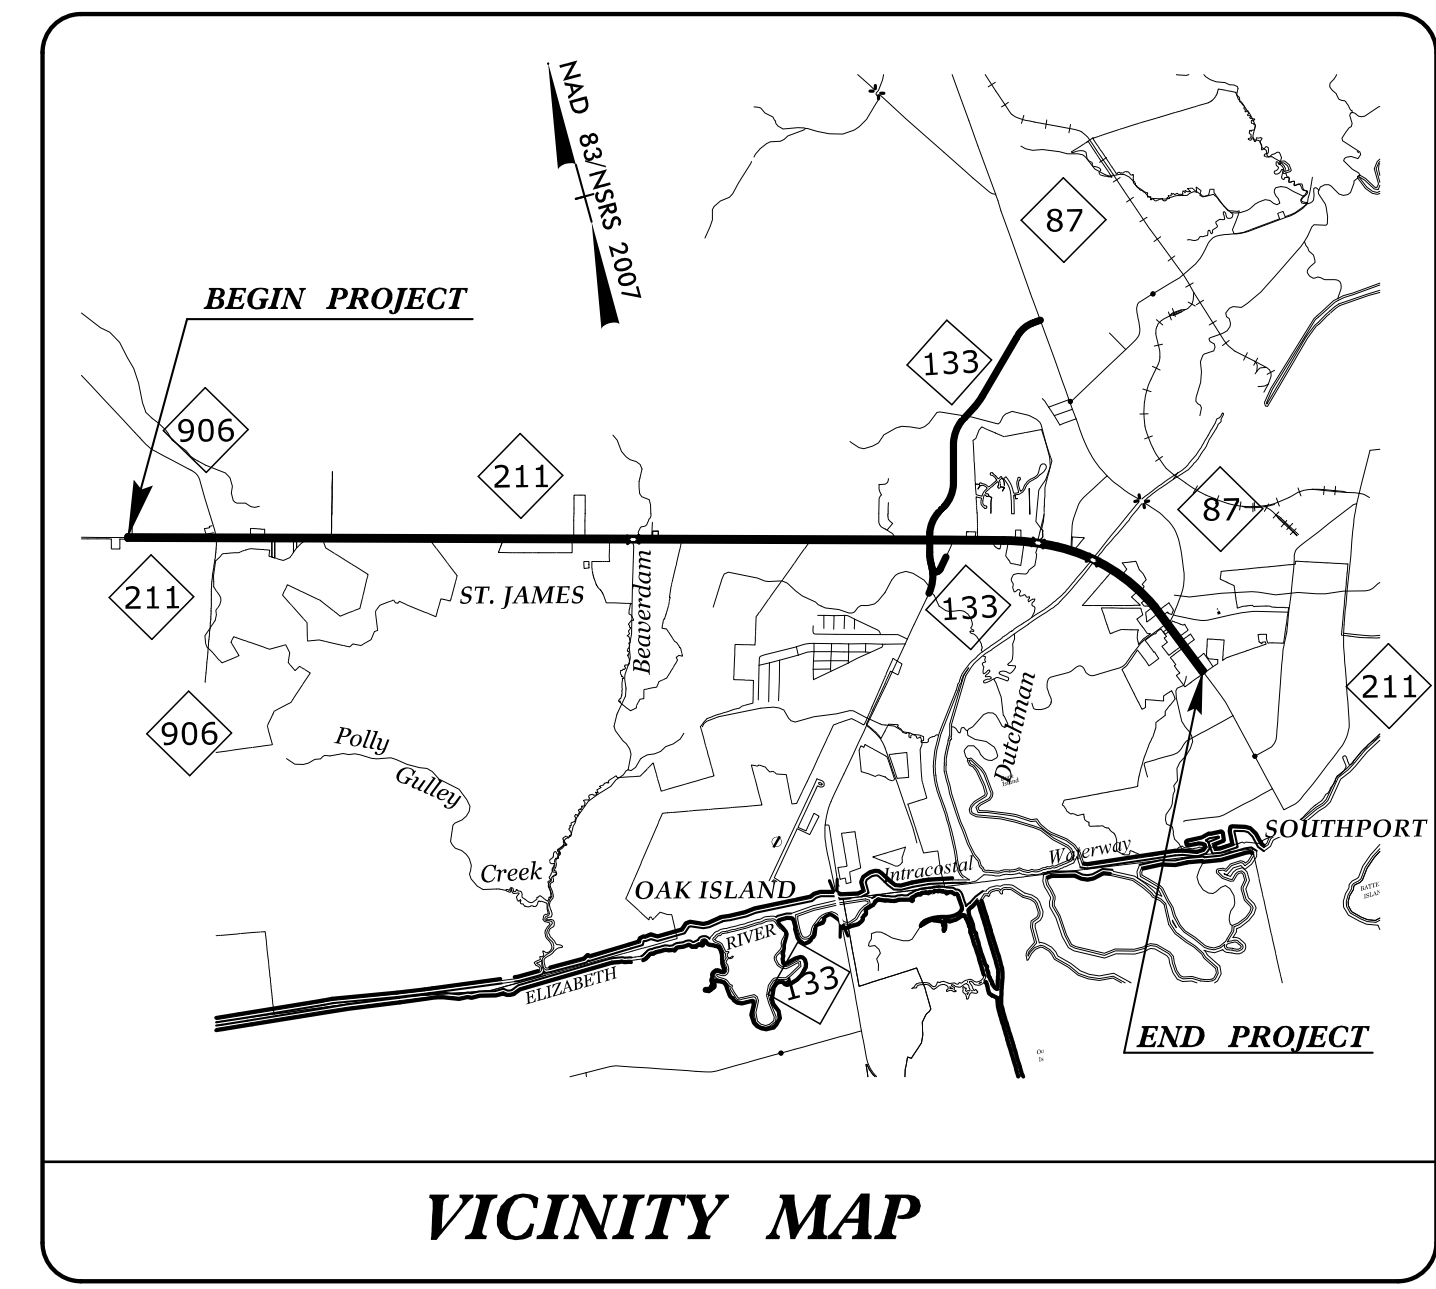 NAD 83/NSRS 2007
87
BEGIN PROJECT
133
906
211
87
211
ST. JAMES
Beaverdam
133
211
906
Polly
Gulley
Dutchman
Island
SOUTHPORT
Waterway
Intracostal
Creek
OAK ISLAND
RIVER
133
ELIZABETH
END PROJECT
VICINITY MAP